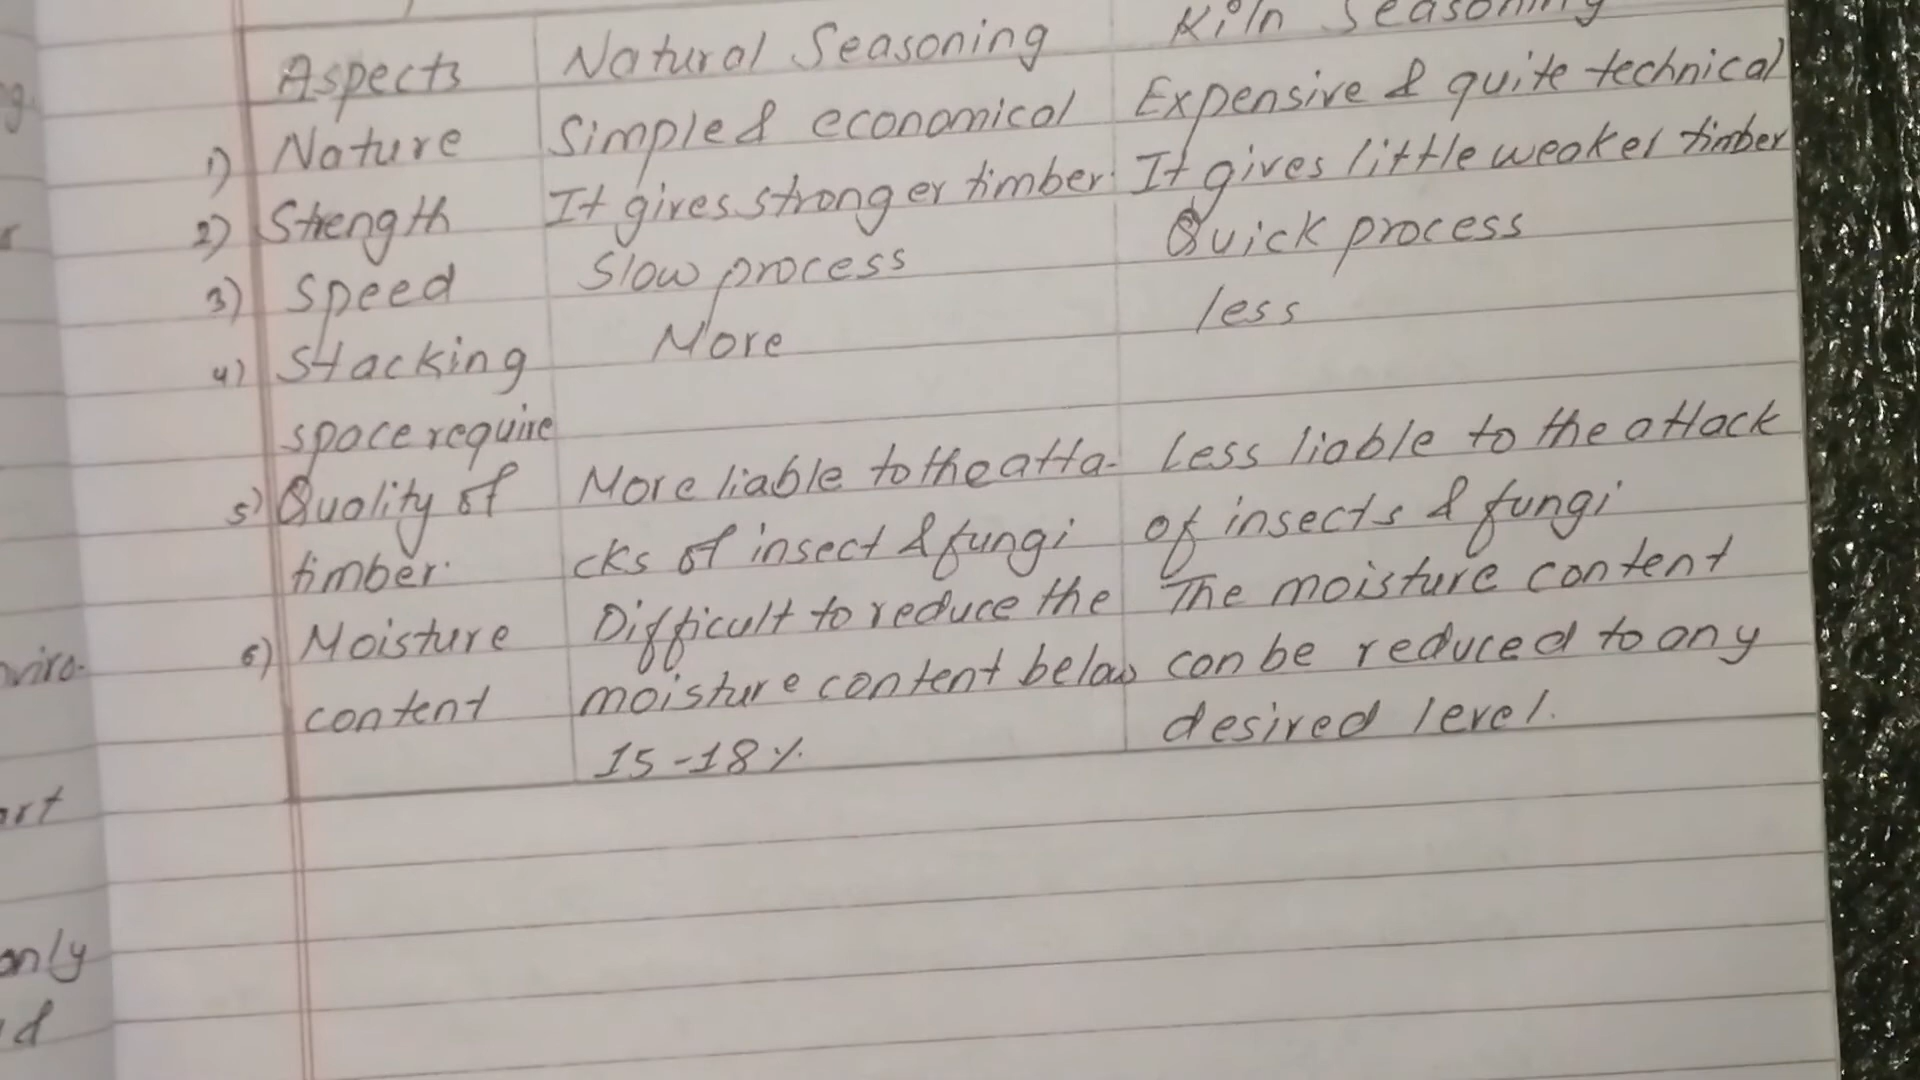 Aspects Natural Seasoning Kiln Seasoning
1) Nature Simple & economical Expensive & quite technical
2) Strength It gives stronger timber. It gives little weaker timber
3) Speed Slow process Quick process
4) Stacking More less
space require
5) Quality of More liable to the atta- Less liable to the attack
timber. cks of insect & fungi of insects & fungi
6) Moisture Difficult to reduce the The moisture content
content moisture content below can be reduced to any
15-18%. desired level.
g.
viro-
ort
only
d